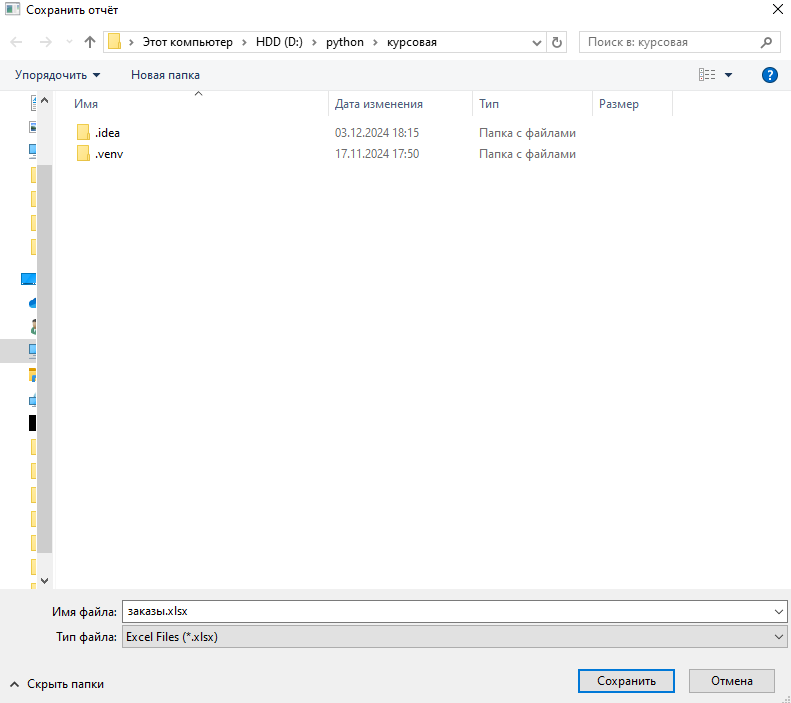 Сохранить отчёт
Этот компьютер > HDD (D:) > python > курсовая
Поиск в: курсовая
Упорядочить Новая папка ?
Имя Дата изменения Тип Размер
.idea 03.12.2024 18:15 Папка с файлами
.venv 17.11.2024 17:50 Папка с файлами
Имя файла: заказы.xlsx
Тип файла: Excel Files (*.xlsx)
Скрыть папки Сохранить Отмена